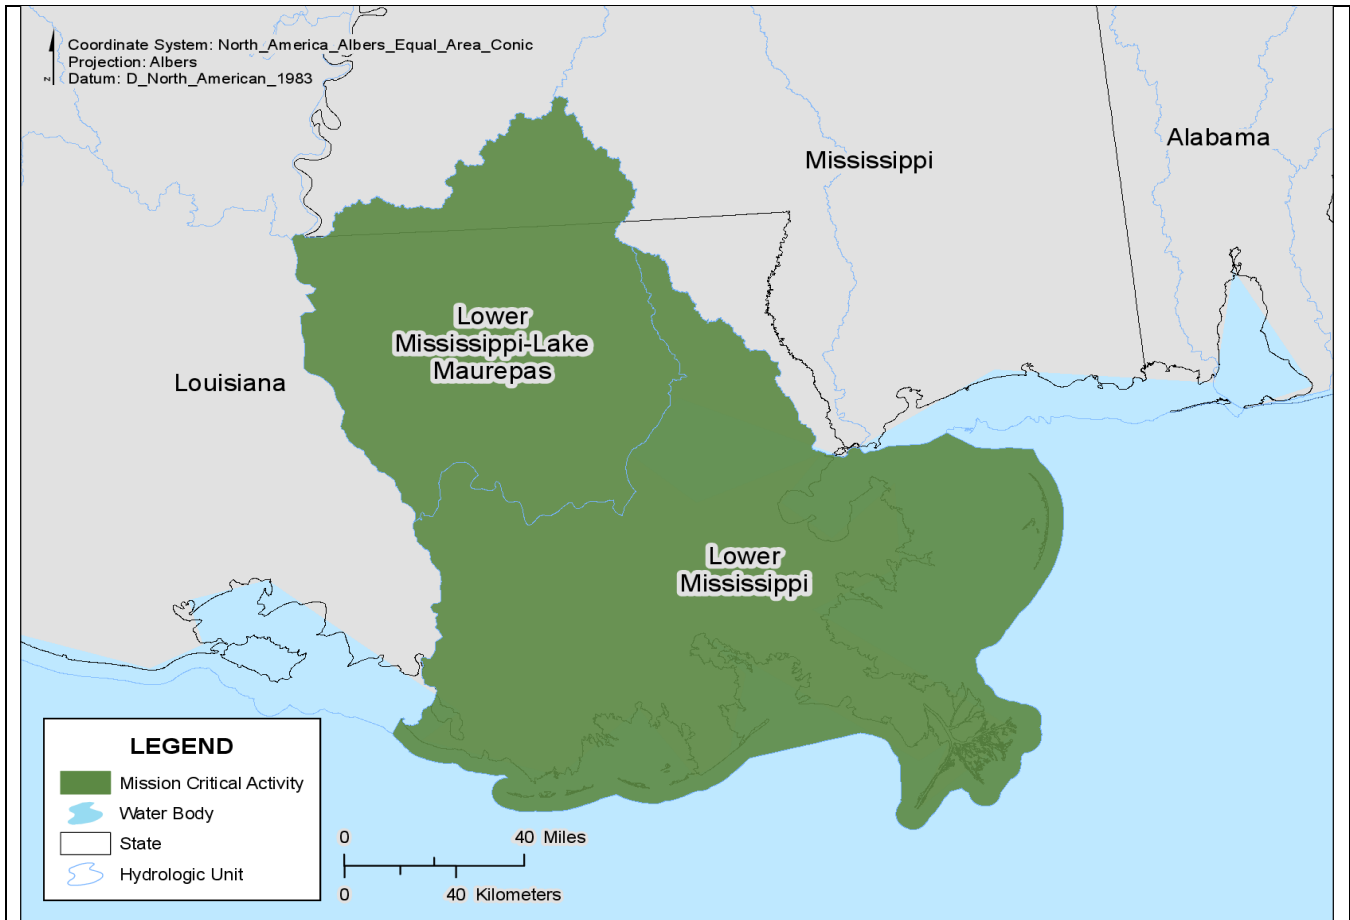 Coordinate System: North_America_Albers_Equal_Area_Conic
Projection: Albers
Datum: D_North_American_1983
N
Alabama
Mississippi
Lower
Mississippi-Lake
Maurepas
Louisiana
Lower
Mississippi
LEGEND
Mission Critical Activity
Water Body
State
Hydrologic Unit
0 40 Miles
0 40 Kilometers